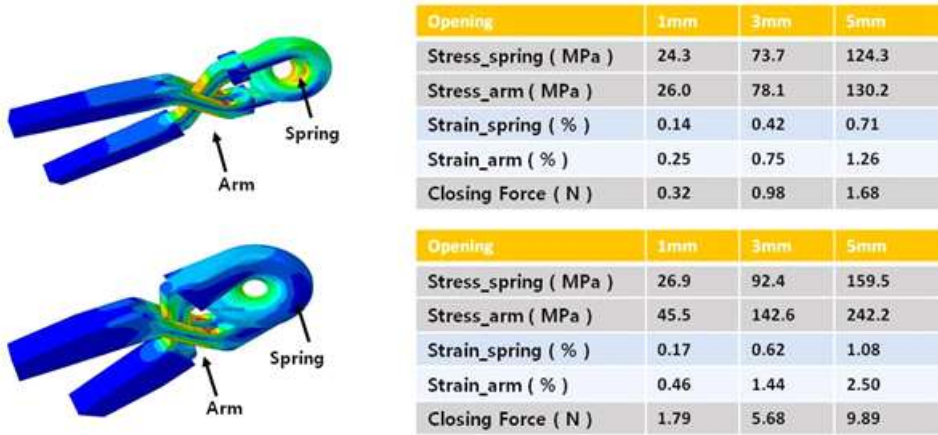 Spring
Arm
Opening 1mm 3mm 5mm
Stress_spring ( MPa ) 24.3 73.7 124.3
Stress_arm ( MPa ) 26.0 78.1 130.2
Strain_spring ( % ) 0.14 0.42 0.71
Strain_arm ( % ) 0.25 0.75 1.26
Closing Force ( N ) 0.32 0.98 1.68
Spring
Arm
Opening 1mm 3mm 5mm
Stress_spring ( MPa ) 26.9 92.4 159.5
Stress_arm ( MPa ) 45.5 142.6 242.2
Strain_spring ( % ) 0.17 0.62 1.08
Strain_arm ( % ) 0.46 1.44 2.50
Closing Force ( N ) 1.79 5.68 9.89